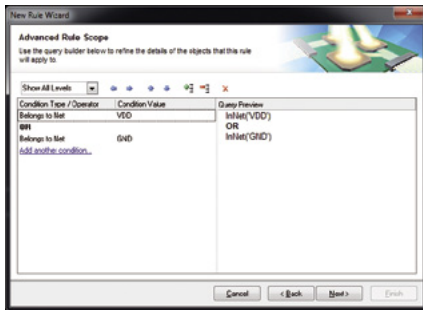 New Rule Wizard
Advanced Rule Scope
Use the query builder below to refine the details of the objects that this rule
will apply to.
Show All Levels
Condition Type / Operator Condition Value Query Preview
Belongs to Net VDD InNet('VDD')
OR OR
Belongs to Net GND InNet('GND')
Add another condition...
Cancel < Back Next > Finish